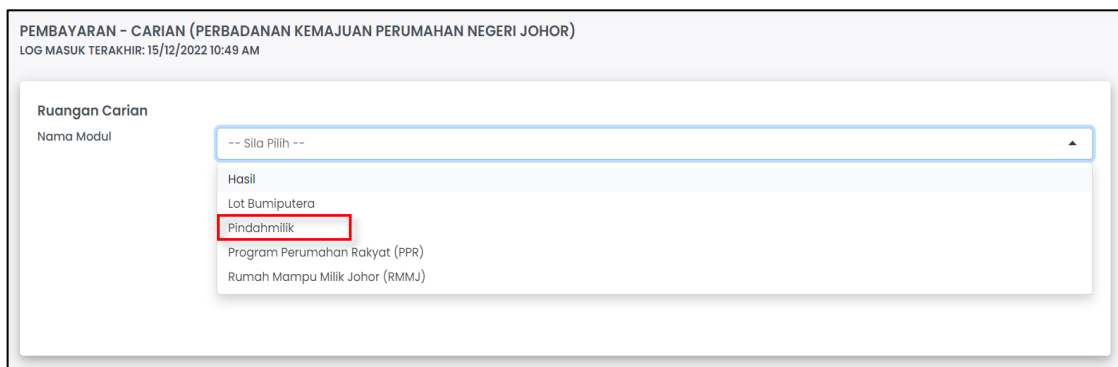 PEMBAYARAN - CARIAN (PERBADANAN KEMAJUAN PERUMAHAN NEGERI JOHOR)
LOG MASUK TERAKHIR: 15/12/2022 10:49 AM
Ruangan Carian
Nama Modul
-- Sila Pilih --
Hasil
Lot Bumiputera
Pindahmilik
Program Perumahan Rakyat (PPR)
Rumah Mampu Milik Johor (RMMJ)